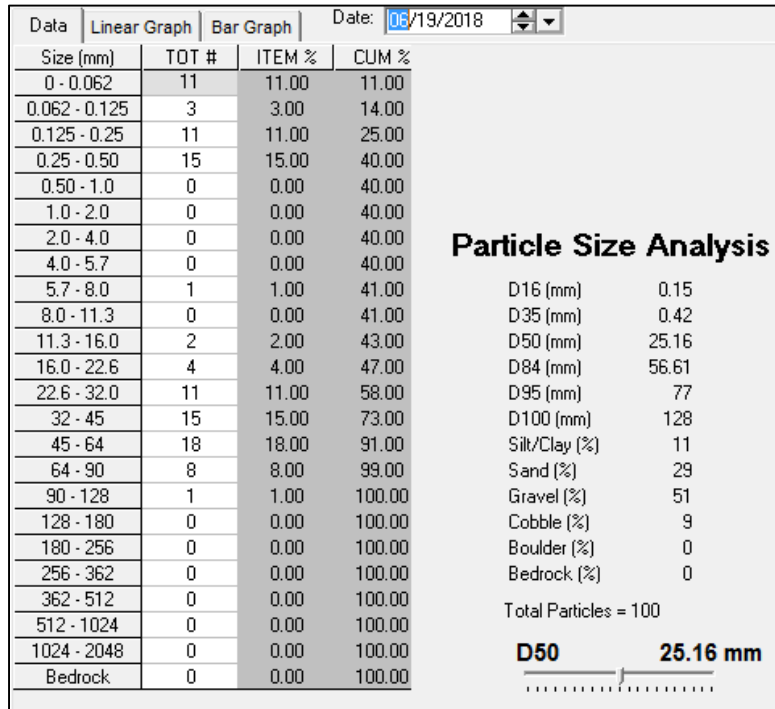 Data Linear Graph Bar Graph Date: 06/19/2018
Size (mm) TOT # ITEM % CUM %
0 - 0.062 11 11.00 11.00
0.062 - 0.125 3 3.00 14.00
0.125 - 0.25 11 11.00 25.00
0.25 - 0.50 15 15.00 40.00
0.50 - 1.0 0 0.00 40.00
1.0 - 2.0 0 0.00 40.00
2.0 - 4.0 0 0.00 40.00
4.0 - 5.7 0 0.00 40.00
5.7 - 8.0 1 1.00 41.00
8.0 - 11.3 0 0.00 41.00
11.3 - 16.0 2 2.00 43.00
16.0 - 22.6 4 4.00 47.00
22.6 - 32.0 11 11.00 58.00
32 - 45 15 15.00 73.00
45 - 64 18 18.00 91.00
64 - 90 8 8.00 99.00
90 - 128 1 1.00 100.00
128 - 180 0 0.00 100.00
180 - 256 0 0.00 100.00
256 - 362 0 0.00 100.00
362 - 512 0 0.00 100.00
512 - 1024 0 0.00 100.00
1024 - 2048 0 0.00 100.00
Bedrock 0 0.00 100.00
Particle Size Analysis
D16 (mm) 0.15
D35 (mm) 0.42
D50 (mm) 25.16
D84 (mm) 56.61
D95 (mm) 77
D100 (mm) 128
Silt/Clay (%) 11
Sand (%) 29
Gravel (%) 51
Cobble (%) 9
Boulder (%) 0
Bedrock (%) 0
Total Particles = 100
D50 25.16 mm